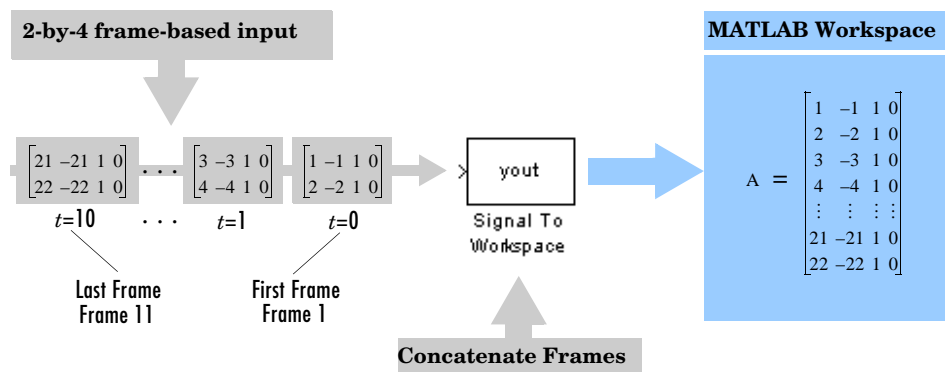 2-by-4 frame-based input
MATLAB Workspace
21 –21 1 0
22 –22 1 0
. . .
3 –3 1 0
4 –4 1 0
1 –1 1 0
2 –2 1 0
t=10
. . .
t=1
t=0
Last Frame
Frame 11
First Frame
Frame 1
yout
Signal To
Workspace
Concatenate Frames
A =
1 –1 1 0
2 –2 1 0
3 –3 1 0
4 –4 1 0
⋮ ⋮ ⋮ ⋮
21 –21 1 0
22 –22 1 0